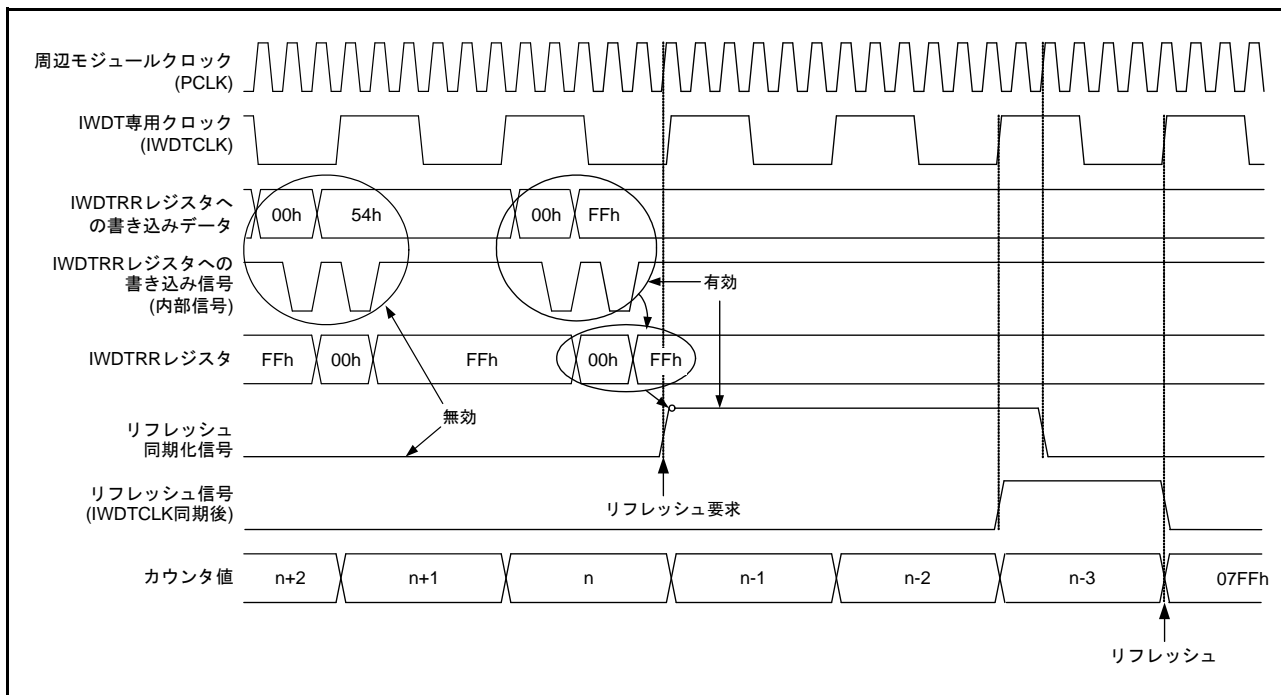 周辺モジュールクロック
(PCLK)
IWDT専用クロック
(IWDTCLK)
IWDTRRレジスタへ
の書き込みデータ
00h
54h
00h
FFh
IWDTRRレジスタへの
書き込み信号
(内部信号)
有効
IWDTRRレジスタ
FFh
00h
FFh
00h
FFh
無効
リフレッシュ
同期化信号
リフレッシュ要求
リフレッシュ信号
(IWDTCLK同期後)
カウンタ値
n+2
n+1
n
n-1
n-2
n-3
07FFh
リフレッシュ